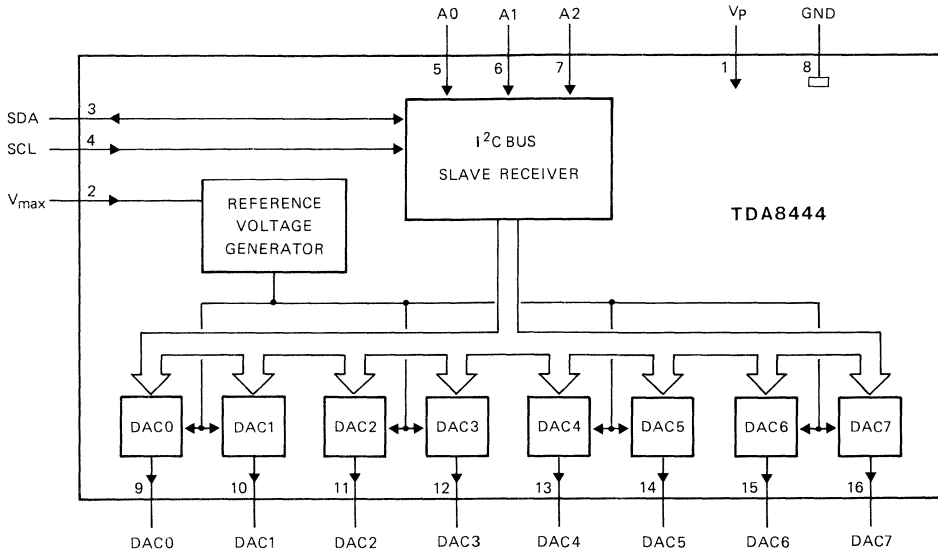 A0 A1 A2 VP GND
5 6 7 1 8
SDA 3
SCL 4
I²C BUS
SLAVE RECEIVER
Vmax 2
REFERENCE
VOLTAGE
GENERATOR
TDA8444
DAC0 DAC1 DAC2 DAC3 DAC4 DAC5 DAC6 DAC7
9 10 11 12 13 14 15 16
DAC0 DAC1 DAC2 DAC3 DAC4 DAC5 DAC6 DAC7